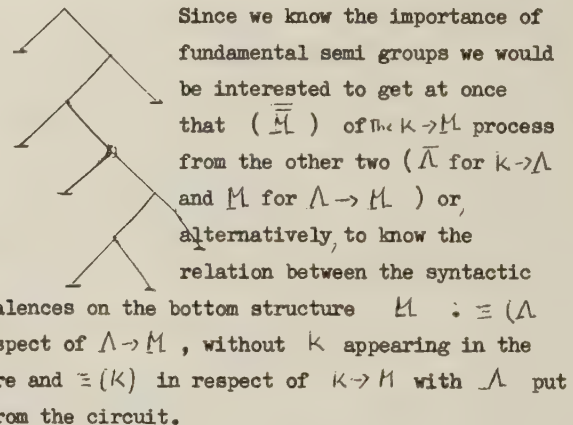 Since we know the importance of
fundamental semi groups we would
be interested to get at once
that ( M̿ ) of the K → M process
from the other two ( Λ̄ for K → Λ
and M for Λ → M ) or,
alternatively, to know the
relation between the syntactic
alences on the bottom structure M : ≡ (Λ
spect of Λ → M , without K appearing in the
re and ≡ (K) in respect of K → M with Λ put
rom the circuit.